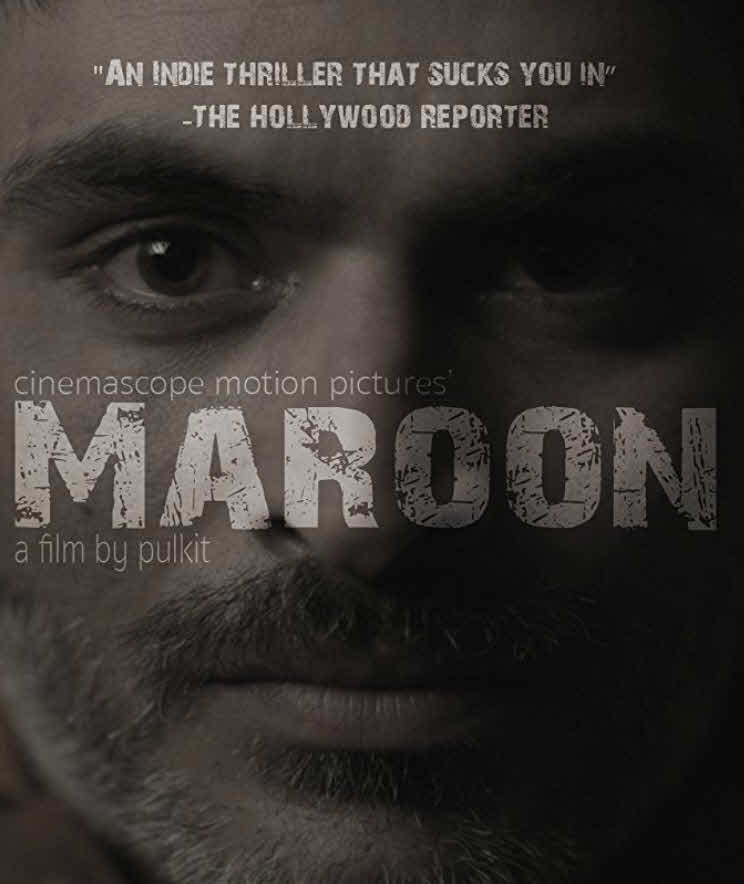 "AN INDIE THRILLER THAT SUCKS YOU IN"
-THE HOLLYWOOD REPORTER
cinemascope motion pictures'
MAROON
a film by pulkit